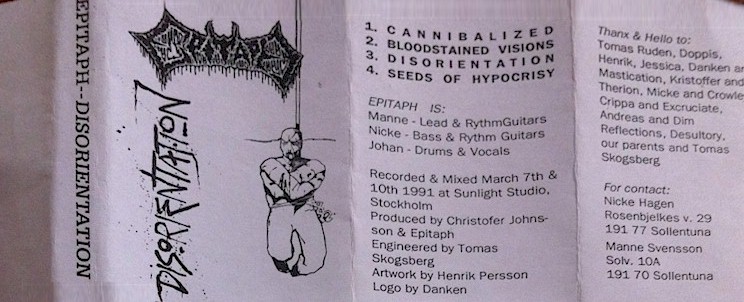 EPITAPH--DISORIENTATION
EPITAPH
DISORIENTATION
1. CANNIBALIZED
2. BLOODSTAINED VISIONS
3. DISORIENTATION
4. SEEDS OF HYPOCRISY
EPITAPH IS:
Manne - Lead & RythmGuitars
Nicke - Bass & Rythm Guitars
Johan - Drums & Vocals
Recorded & Mixed March 7th &
10th 1991 at Sunlight Studio,
Stockholm
Produced by Christofer Johns-
son & Epitaph
Engineered by Tomas
Skogsberg
Artwork by Henrik Persson
Logo by Danken
Thanx & Hello to:
Tomas Ruden, Doppis,
Henrik, Jessica, Danken
Mastication, Kristoffer and
Therion, Micke and
Crippa and Excruciate,
Andreas and Dim
Reflections, Desultory,
our parents and Tomas
Skogsberg
For contact:
Nicke Hagen
Rosenbjelkes v. 29
191 77 Sollentuna
Manne Svensson
Solv. 10A
191 70 Sollentuna